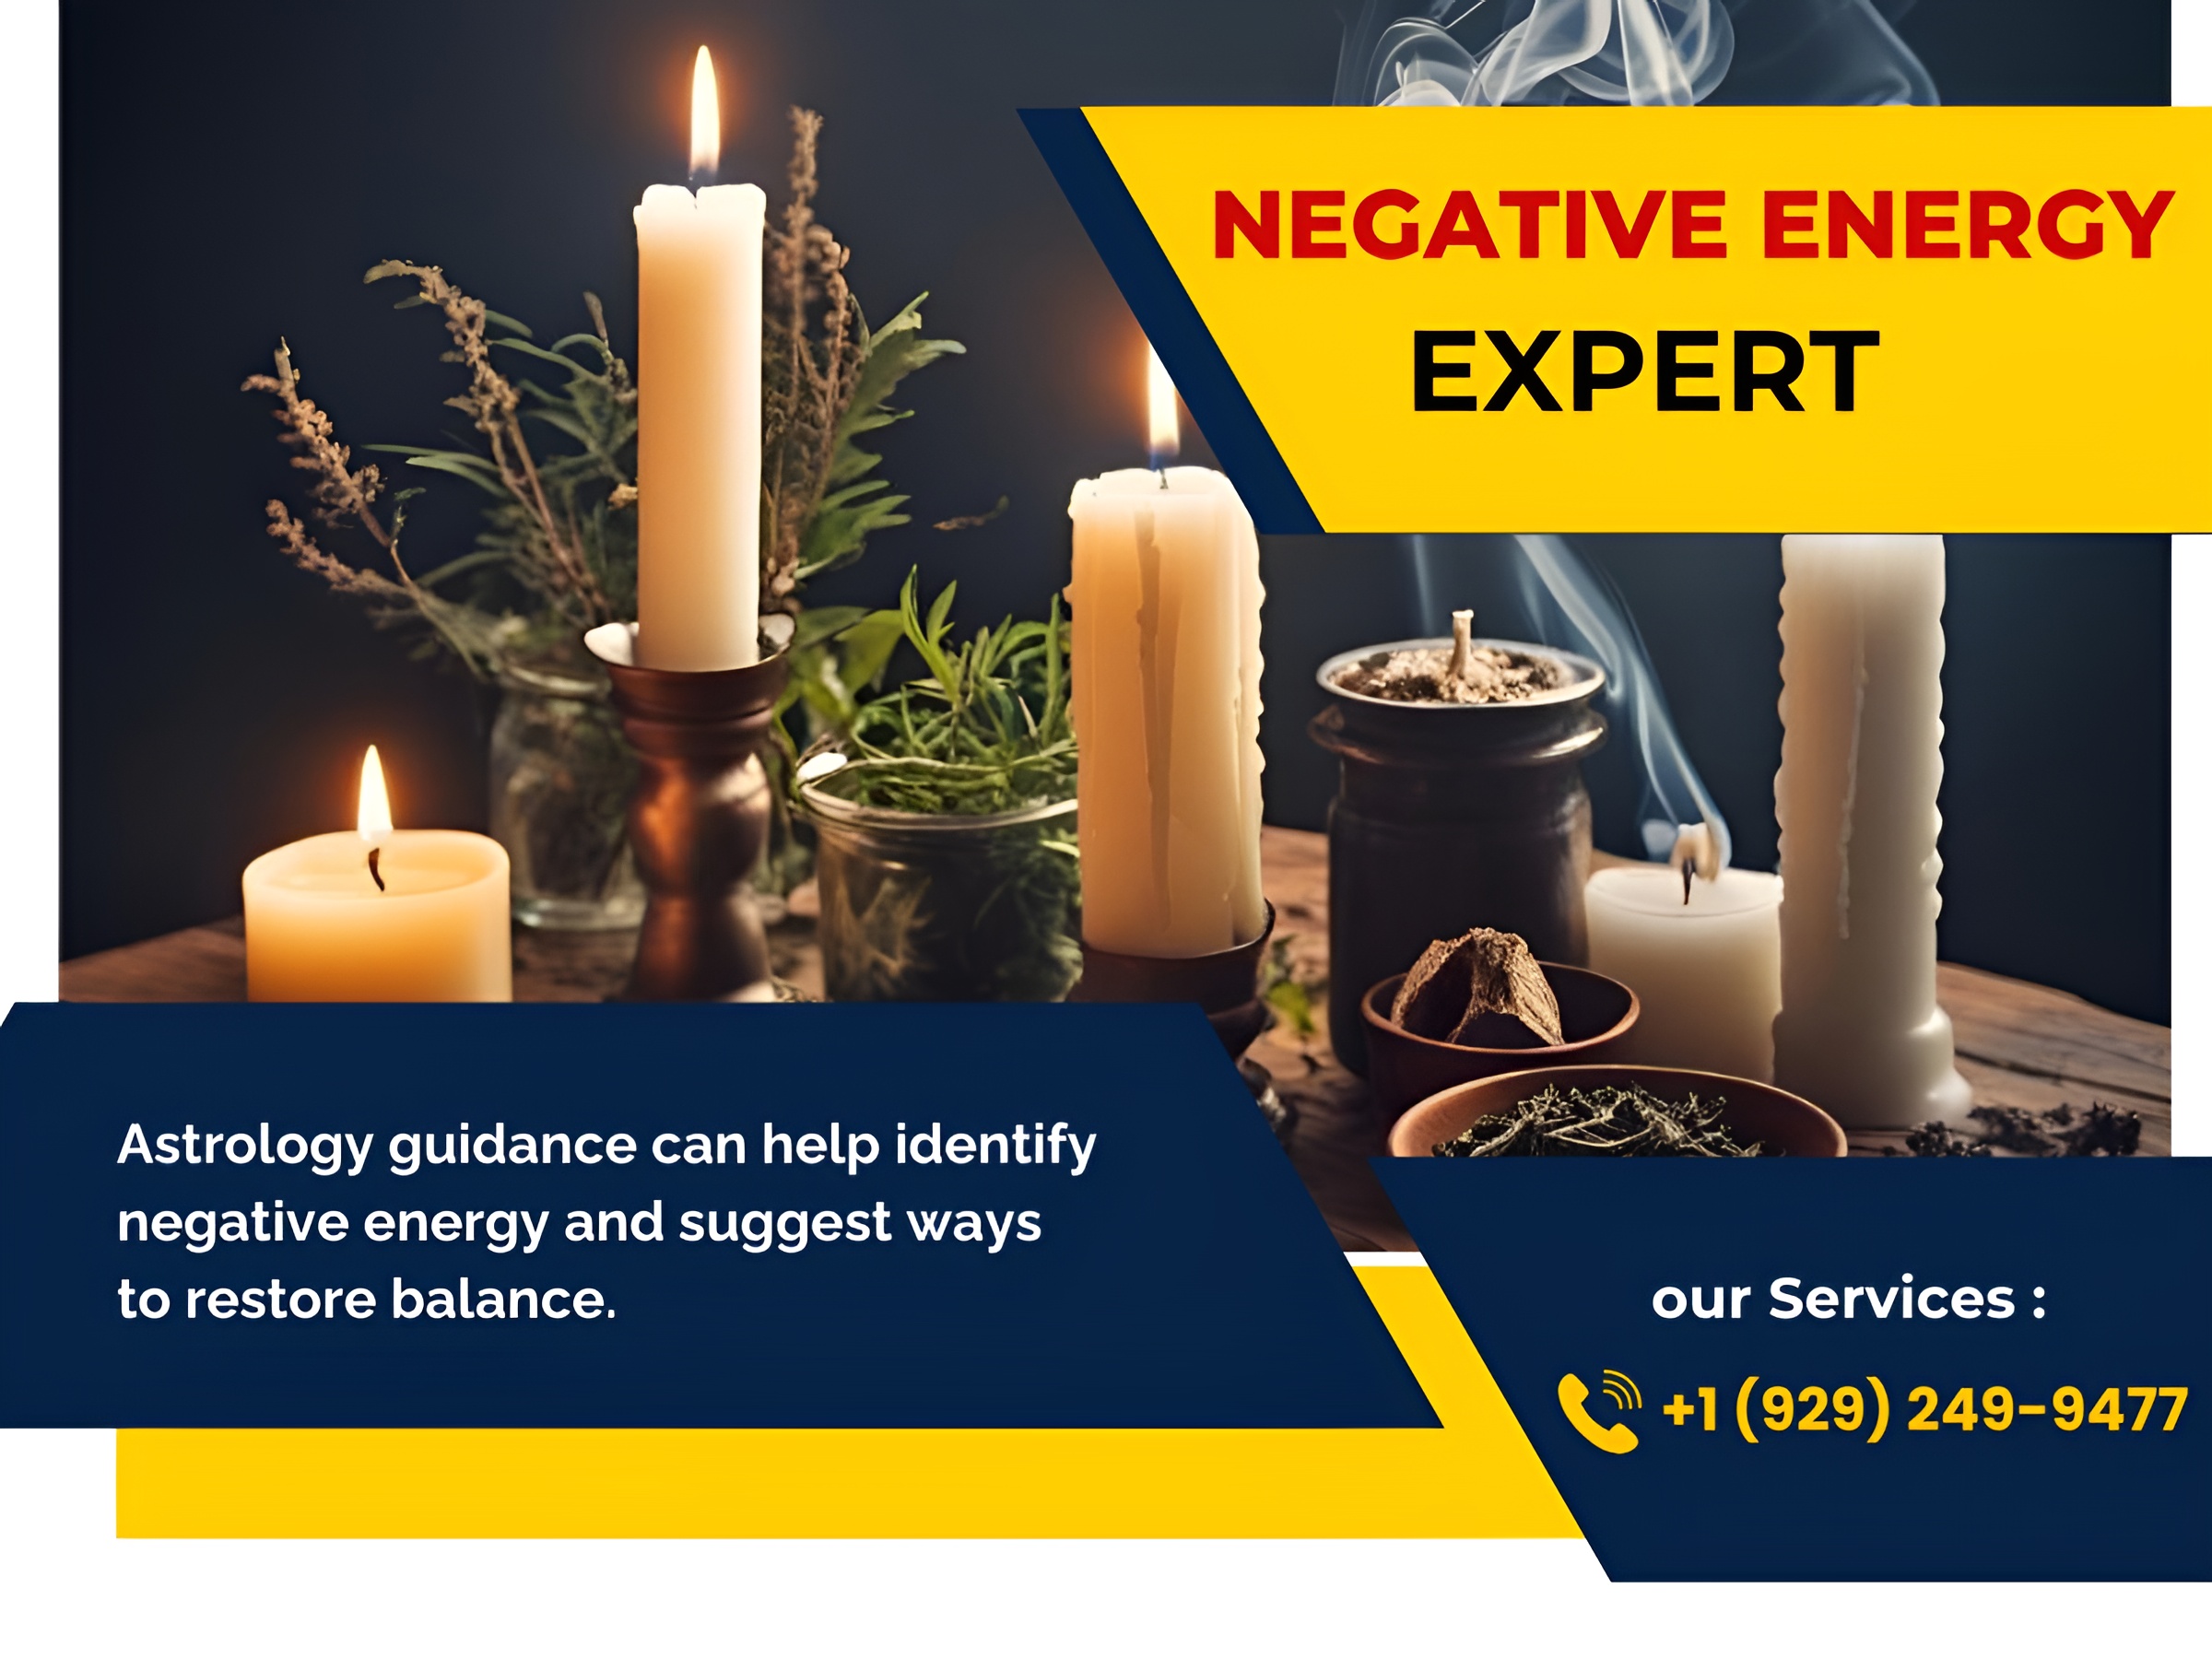 NEGATIVE ENERGY
EXPERT
Astrology guidance can help identify
negative energy and suggest ways
to restore balance.
our Services :
+1 (929) 249-9477